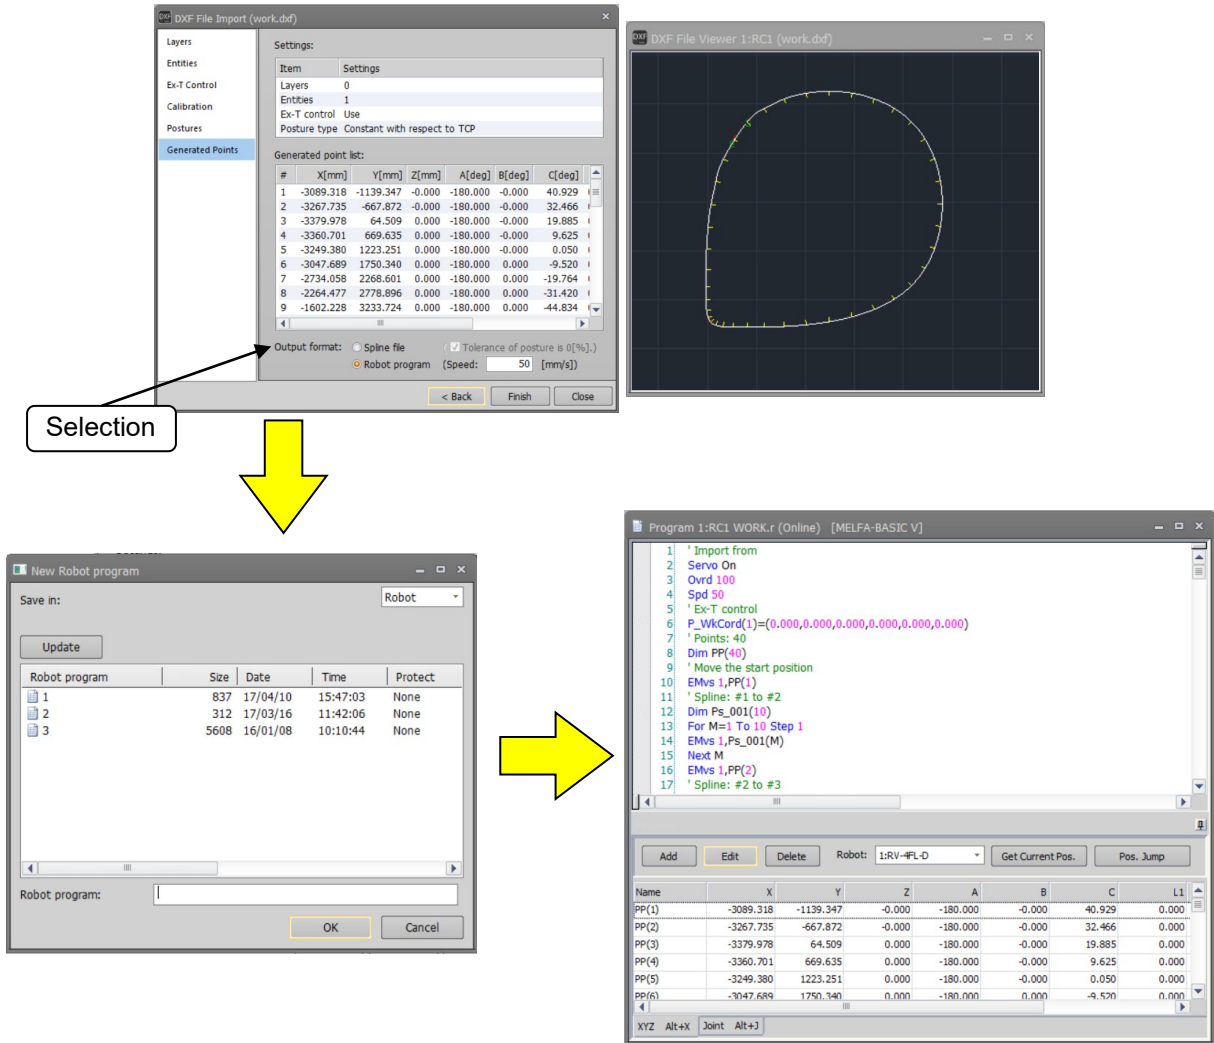 DXF File Import (work.dxf)
Layers
Entities
Ex-T Control
Calibration
Postures
Generated Points
Settings:
Item Settings
Layers 0
Entities 1
Ex-T control Use
Posture type Constant with respect to TCP
Generated point list:
# X[mm] Y[mm] Z[mm] A[deg] B[deg] C[deg]
1 -3089.318 -1139.347 -0.000 -180.000 -0.000 40.929
2 -3267.735 -667.872 -0.000 -180.000 -0.000 32.466
3 -3379.978 64.509 0.000 -180.000 -0.000 19.885
4 -3360.701 669.635 0.000 -180.000 -0.000 9.625
5 -3249.380 1223.251 0.000 -180.000 -0.000 0.050
6 -3047.689 1750.340 0.000 -180.000 0.000 -9.520
7 -2734.058 2268.601 0.000 -180.000 0.000 -19.764
8 -2264.477 2778.896 0.000 -180.000 0.000 -31.420
9 -1602.228 3233.724 0.000 -180.000 0.000 -44.834
Output format: Spline file ( Tolerance of posture is 0[%].)
Robot program (Speed: 50 [mm/s])
< Back Finish Close
DXF File Viewer 1:RC1 (work.dxf)
Selection
New Robot program
Save in: Robot
Update
Robot program Size Date Time Protect
1 837 17/04/10 15:47:03 None
2 312 17/03/16 11:42:06 None
3 5608 16/01/08 10:10:44 None
Robot program:
OK Cancel
Program 1:RC1 WORK.r (Online) [MELFA-BASIC V]
1 ' Import from
2 Servo On
3 Ovrd 100
4 Spd 50
5 ' Ex-T control
6 P_WkCord(1)=(0.000,0.000,0.000,0.000,0.000,0.000)
7 ' Points: 40
8 Dim PP(40)
9 ' Move the start position
10 EMvs 1,PP(1)
11 ' Spline: #1 to #2
12 Dim Ps_001(10)
13 For M=1 To 10 Step 1
14 EMvs 1,Ps_001(M)
15 Next M
16 EMvs 1,PP(2)
17 ' Spline: #2 to #3
Add Edit Delete Robot: 1:RV-4FL-D Get Current Pos. Pos. Jump
Name X Y Z A B C L1
PP(1) -3089.318 -1139.347 -0.000 -180.000 -0.000 40.929 0.000
PP(2) -3267.735 -667.872 -0.000 -180.000 -0.000 32.466 0.000
PP(3) -3379.978 64.509 0.000 -180.000 -0.000 19.885 0.000
PP(4) -3360.701 669.635 0.000 -180.000 -0.000 9.625 0.000
PP(5) -3249.380 1223.251 0.000 -180.000 -0.000 0.050 0.000
PP(6) -3047.689 1750.340 0.000 -180.000 0.000 -9.520 0.000
XYZ Alt+X Joint Alt+J